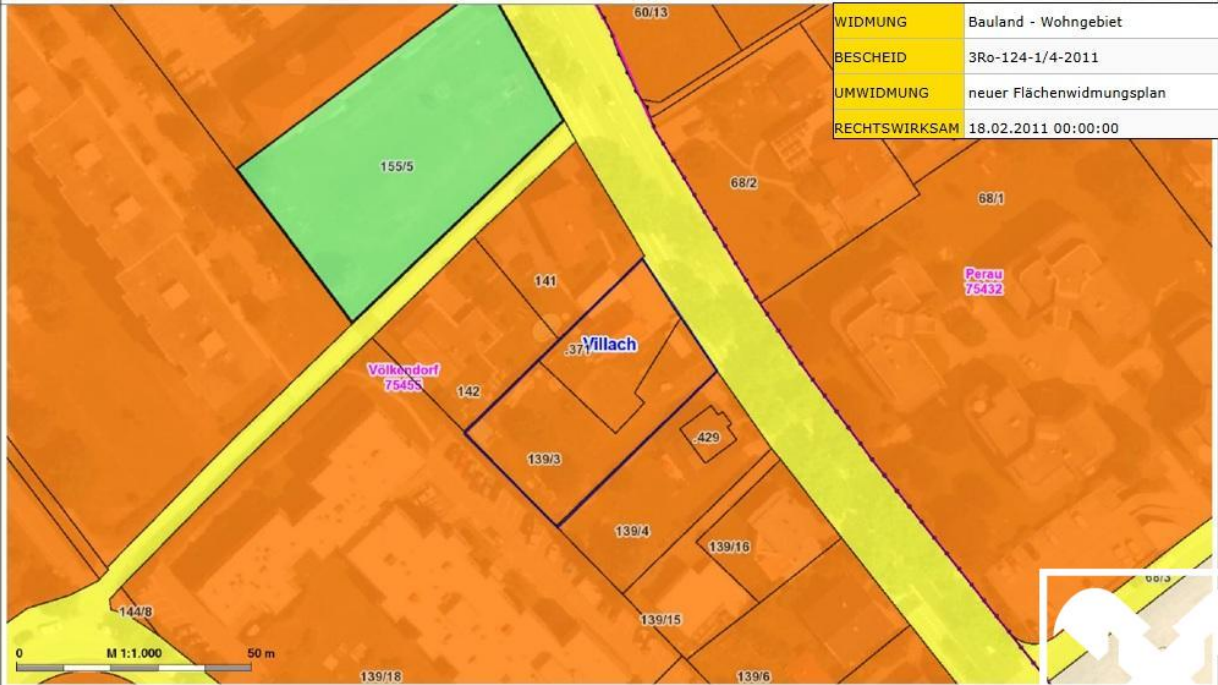 60/13
WIDMUNG Bauland - Wohngebiet
BESCHEID 3Ro-124-1/4-2011
UMWIDMUNG neuer Flächenwidmungsplan
RECHTSWIRKSAM 18.02.2011 00:00:00
155/5
68/2
68/1
141
Perau
75432
.371
Villach
Völkendorf
75455
142
.429
139/3
139/4
139/16
68/3
144/8
139/15
0 M 1:1.000 50 m
139/18
139/6